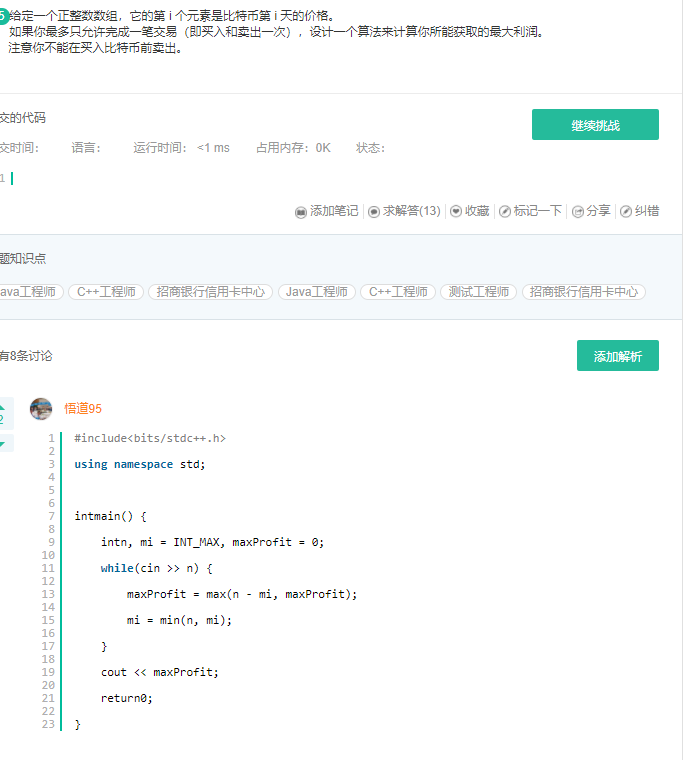 5 给定一个正整数数组，它的第 i 个元素是比特币第 i 天的价格。
如果你最多只允许完成一笔交易（即买入和卖出一次），设计一个算法来计算你所能获取的最大利润。
注意你不能在买入比特币前卖出。
交的代码
继续挑战
交时间: 语言: 运行时间: <1 ms 占用内存: 0K 状态:
1
添加笔记 求解答(13) 收藏 标记一下 分享 纠错
题知识点
ava工程师 C++工程师 招商银行信用卡中心 Java工程师 C++工程师 测试工程师 招商银行信用卡中心
有8条讨论
添加解析
悟道95
2
1 #include<bits/stdc++.h>
2
3 using namespace std;
4
5
6
7 intmain() {
8
9 intn, mi = INT_MAX, maxProfit = 0;
10
11 while(cin >> n) {
12
13 maxProfit = max(n - mi, maxProfit);
14
15 mi = min(n, mi);
16
17 }
18
19 cout << maxProfit;
20
21 return0;
22
23 }